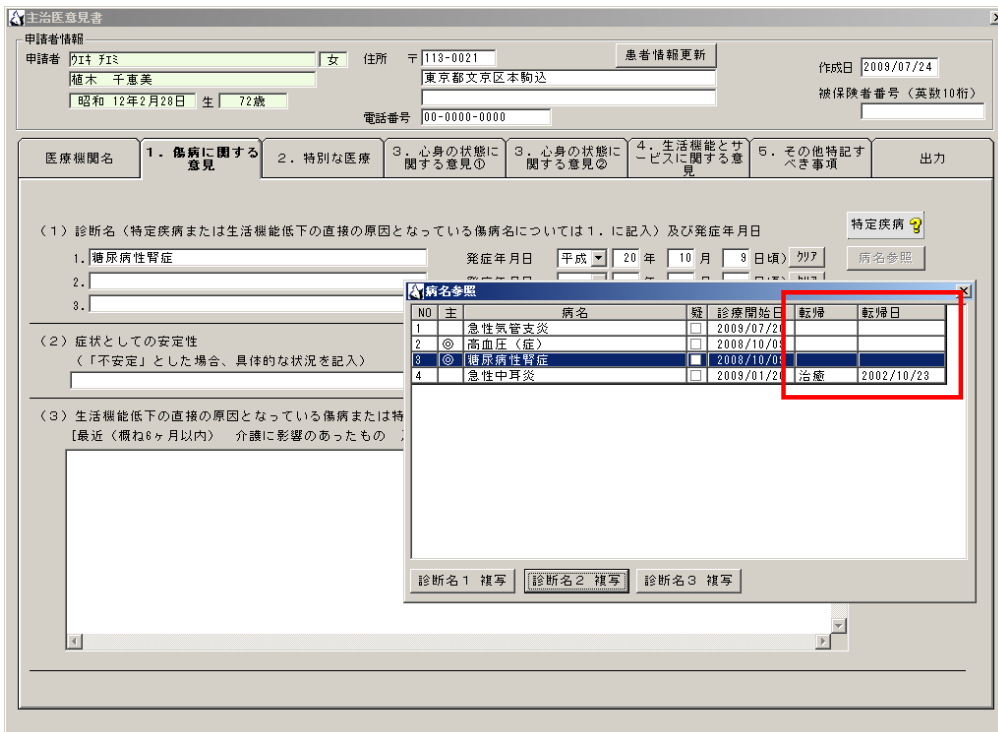 主治医意見書
申請者情報
申請者 ウエキ チエミ 女 住所 〒 113-0021 患者情報更新
植木 千恵美 東京都文京区本駒込 作成日 2009/07/24
昭和 12年2月28日 生 72歳 被保険者番号（英数10桁）
電話番号 00-0000-0000
医療機関名
1．傷病に関する
意見
2．特別な医療
3．心身の状態に
関する意見①
3．心身の状態に
関する意見②
4．生活機能とサ
ービスに関する意
見
5．その他特記す
べき事項
出力
特定疾病
（1）診断名（特定疾病または生活機能低下の直接の原因となっている傷病名については1．に記入）及び発症年月日
1. 糖尿病性腎症 発症年月日 平成 20 年 10 月 9 日頃） クリア 病名参照
2.
3.
（2）症状としての安定性
（「不安定」とした場合、具体的な状況を記入）
（3）生活機能低下の直接の原因となっている傷病または特
[最近（概ね6ヶ月以内） 介護に影響のあったもの
病名参照
NO 主 病名 疑 診療開始日 転帰 転帰日
1 急性気管支炎 2009/07/20
2 ◎ 高血圧（症） 2008/10/09
3 ◎ 糖尿病性腎症 2008/10/09
4 急性中耳炎 2009/01/20 治癒 2002/10/23
診断名1 複写 診断名2 複写 診断名3 複写